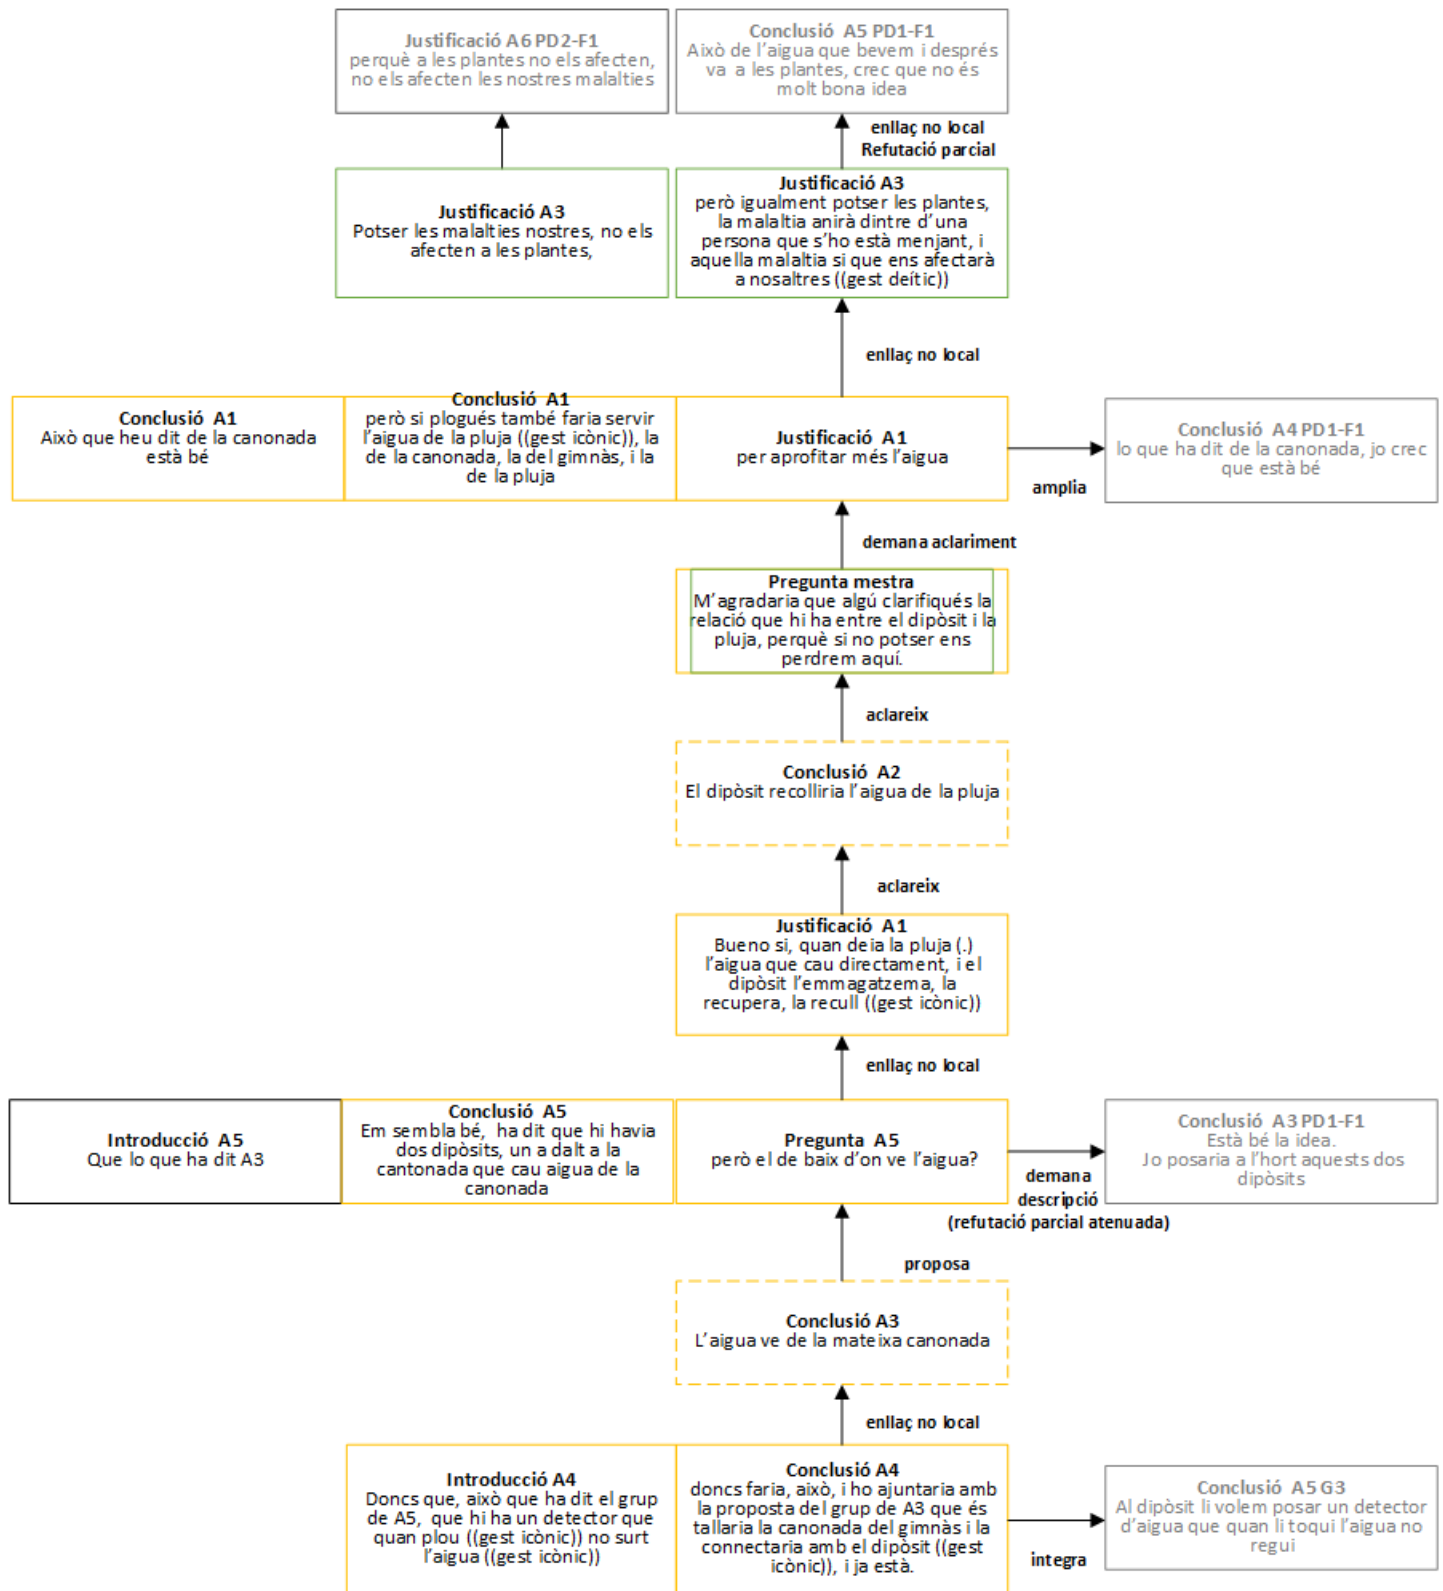 Justificació A6 PD2-F1
perquè a les plantes no els afecten,
no els afecten les nostres malalties
Conclusió A5 PD1-F1
Això de l'aigua que bevem i després
va a les plantes, crec que no és
molt bona idea
enllaç no local
Refutació parcial
Justificació A3
Potser les malalties nostres, no els
afecten a les plantes,
Justificació A3
però igualment potser les plantes,
la malaltia anirà dintre d'una
persona que s'ho està menjant, i
aquella malaltia si que ens afectarà
a nosaltres ((gest deític))
enllaç no local
Conclusió A1
Això que heu dit de la canonada
està bé
Conclusió A1
però si plogués també faria servir
l'aigua de la pluja ((gest icònic)), la
de la canonada, la del gimnàs, i la
de la pluja
Justificació A1
per aprofitar més l'aigua
amplia
Conclusió A4 PD1-F1
lo que ha dit de la canonada, jo crec
que està bé
demana aclariment
Pregunta mestra
M'agradaria que algú clarifiqués la
relació que hi ha entre el dipòsit i la
pluja, perquè si no potser ens
perdrem aquí.
aclareix
Conclusió A2
El dipòsit recolliria l'aigua de la pluja
aclareix
Justificació A1
Bueno si, quan deia la pluja (.)
l'aigua que cau directament, i el
dipòsit l'emmagatzema, la
recupera, la recull ((gest icònic))
enllaç no local
Introducció A5
Que lo que ha dit A3
Conclusió A5
Em sembla bé, ha dit que hi havia
dos dipòsits, un a dalt a la
cantonada que cau aigua de la
canonada
Pregunta A5
però el de baix d'on ve l'aigua?
demana
descripció
(refutació parcial atenuada)
Conclusió A3 PD1-F1
Està bé la idea.
Jo posaria a l'hort aquests dos
dipòsits
proposa
Conclusió A3
L'aigua ve de la mateixa canonada
enllaç no local
Introducció A4
Doncs que, això que ha dit el grup
de A5, que hi ha un detector que
quan plou ((gest icònic)) no surt
l'aigua ((gest icònic))
Conclusió A4
doncs faria, això, i ho ajuntaria amb
la proposta del grup de A3 que és
tallaria la canonada del gimnàs i la
connectaria amb el dipòsit ((gest
icònic)), i ja està.
integra
Conclusió A5 G3
Al dipòsit li volem posar un detector
d'aigua que quan li toqui l'aigua no
regui